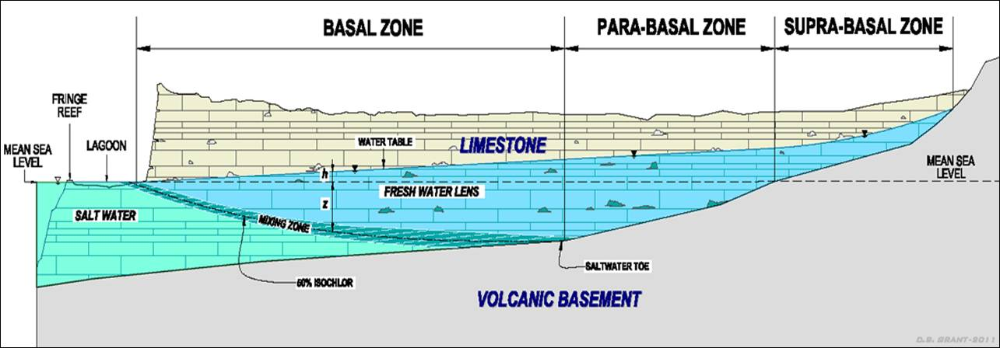 BASAL ZONE
PARA-BASAL ZONE
SUPRA-BASAL ZONE
FRINGE
REEF
LAGOON
MEAN SEA
LEVEL
WATER TABLE
LIMESTONE
h
FRESH WATER LENS
MEAN SEA
LEVEL
z
SALT WATER
MIXING ZONE
50% ISOCHLOR
SALTWATER TOE
VOLCANIC BASEMENT
D.S. GRANT-2011